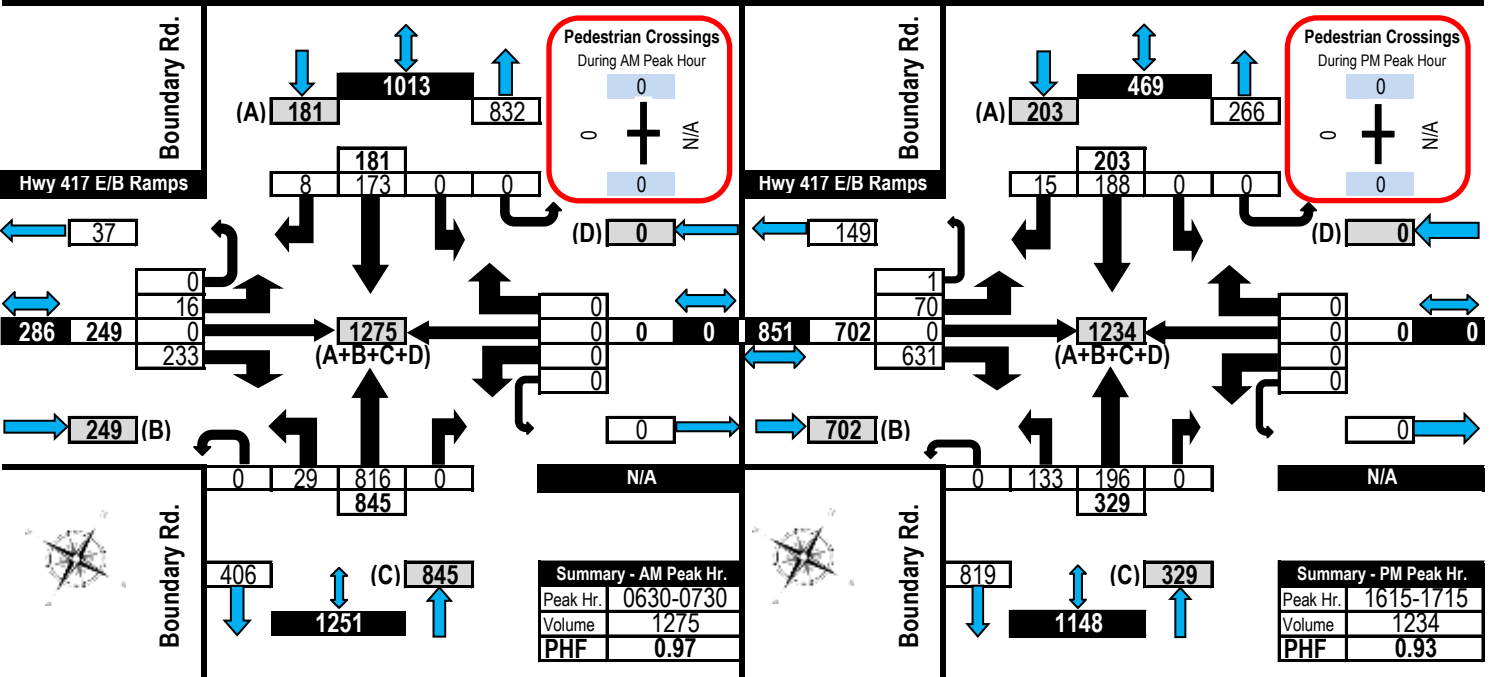 Boundary Rd.
Hwy 417 E/B Ramps
(A) 181
1013
832
Pedestrian Crossings
During AM Peak Hour
0
0
N/A
0
181
8 173 0 0
37
(D) 0
0
16
286 249 0
233
1275
(A+B+C+D)
0
0 0 0
0
0
249 (B)
0
0 29 816 0
845
N/A
Boundary Rd.
406
1251
(C) 845
Summary - AM Peak Hr.
Peak Hr. 0630-0730
Volume 1275
PHF 0.97
Boundary Rd.
Hwy 417 E/B Ramps
(A) 203
469
266
Pedestrian Crossings
During PM Peak Hour
0
0
N/A
0
203
15 188 0 0
149
(D) 0
1
70
851 702 0
631
1234
(A+B+C+D)
0
0 0 0
0
0
702 (B)
0
0 133 196 0
329
N/A
Boundary Rd.
819
1148
(C) 329
Summary - PM Peak Hr.
Peak Hr. 1615-1715
Volume 1234
PHF 0.93